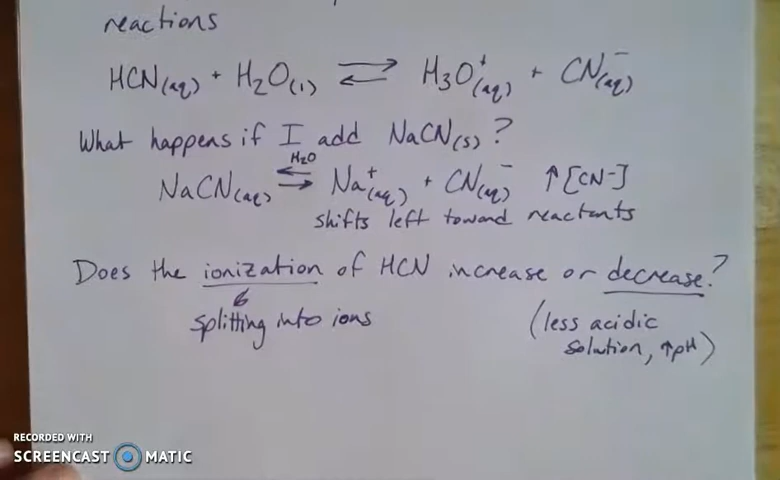 reactions
HCN(aq) + H₂O(l) ⇌ H₃O⁺(aq) + CN⁻(aq)
What happens if I add NaCN(s)?
H₂O
NaCN(aq) ⇌ Na⁺(aq) + CN⁻(aq) ↑[CN-]
shifts left toward reactants
Does the ionization of HCN increase or decrease?
splitting into ions
(less acidic
solution, ↑pH)
RECORDED WITH
SCREENCAST MATIC